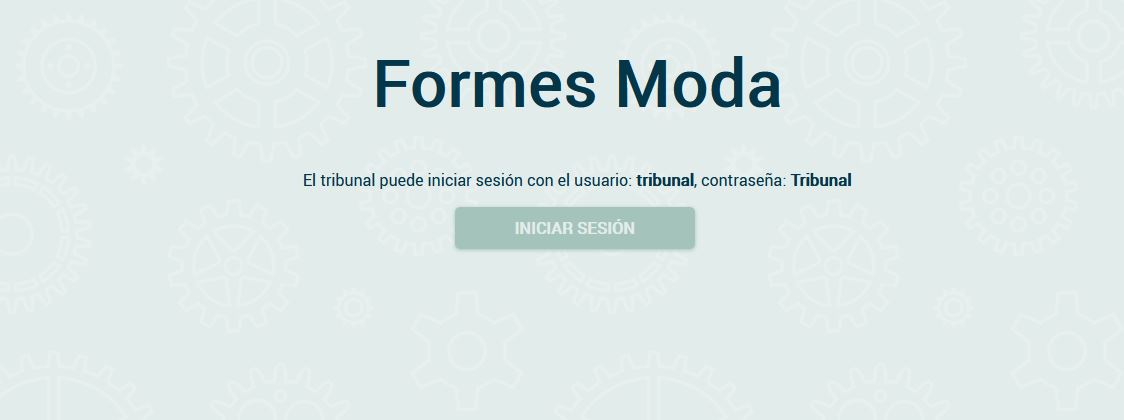 Formes Moda
El tribunal puede iniciar sesión con el usuario: tribunal, contraseña: Tribunal
INICIAR SESIÓN